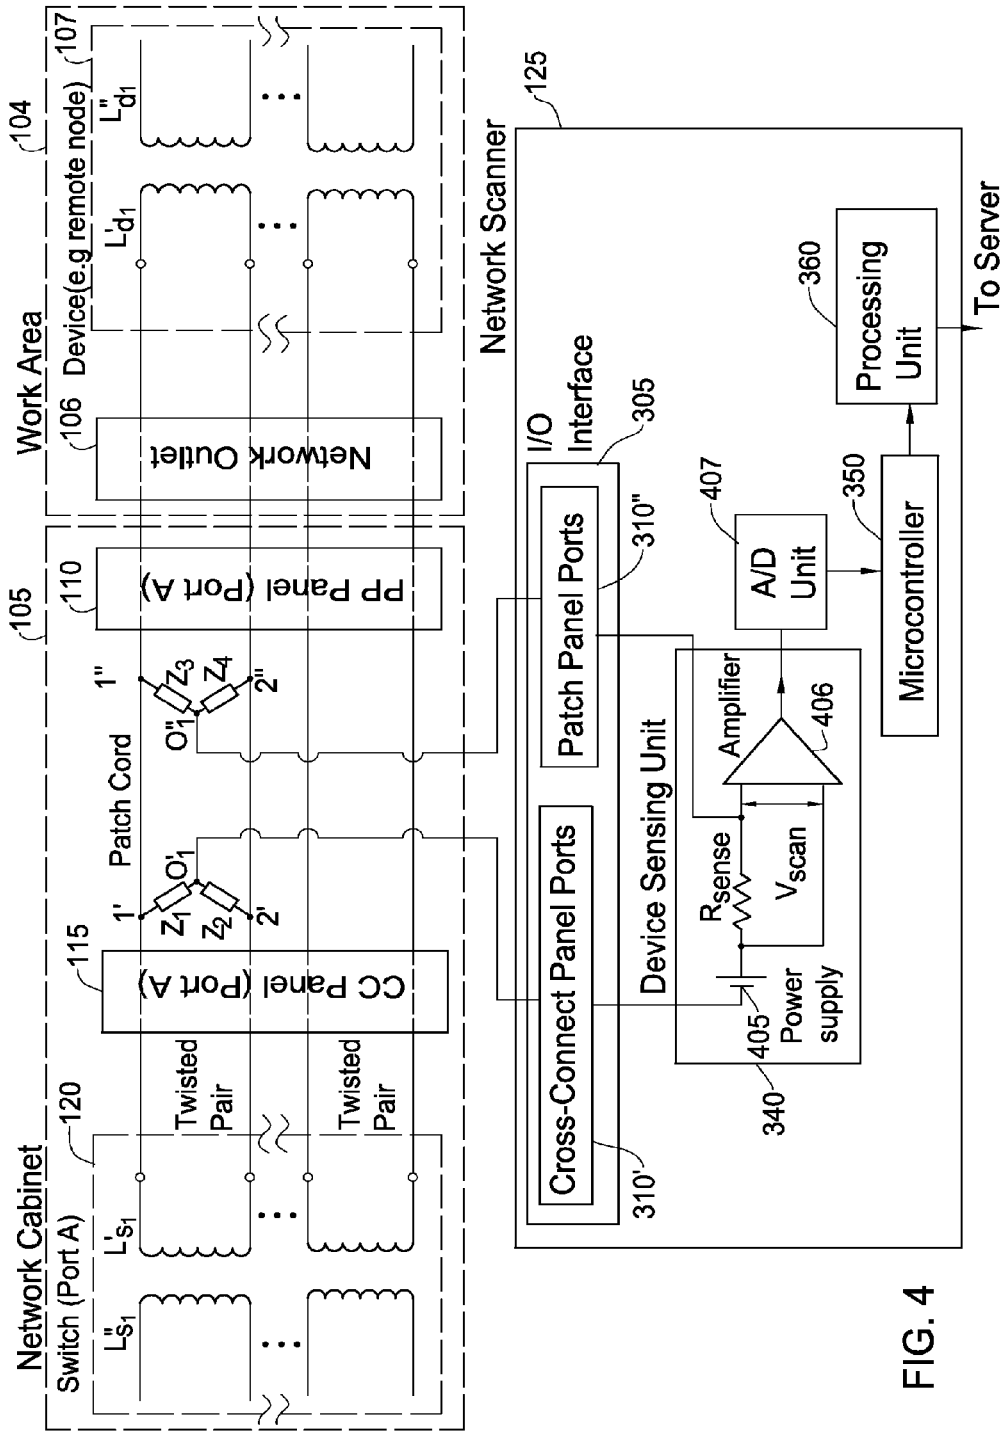 Network Cabinet
105
Work Area
104
Switch (Port A)
120
L"s1
L's1
Twisted
Pair
Twisted
Pair
115
CC Panel (Port A)
1'
Z1
Z2
2'
O'1
Patch Cord
1"
Z3
Z4
2"
O"1
110
PP Panel (Port A)
106
Network Outlet
Device(e.g remote node)
107
L'd1
L"d1
Network Scanner
125
I/O
Interface
305
Cross-Connect Panel Ports
310'
Patch Panel Ports
310"
Device Sensing Unit
340
405
Power
supply
Rsense
Vscan
Amplifier
406
A/D
Unit
407
Microcontroller
350
Processing
Unit
360
To Server
FIG. 4